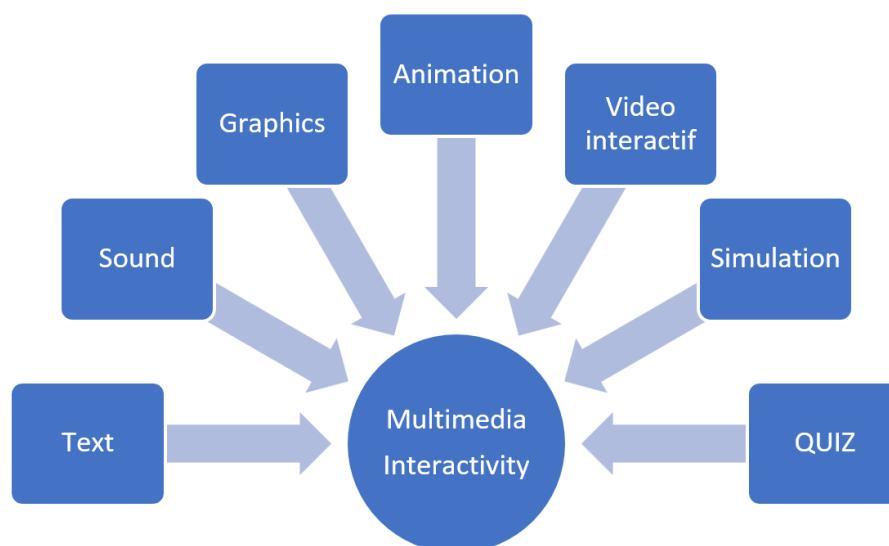 Animation
Graphics
Video
interactif
Sound
Simulation
Text
Multimedia
Interactivity
QUIZ